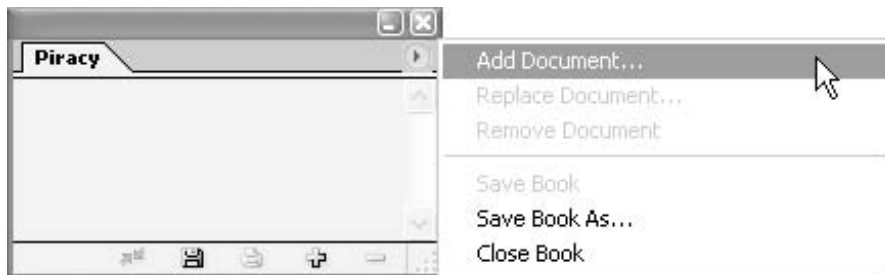 Piracy
Add Document...
Replace Document...
Remove Document
Save Book
Save Book As...
Close Book